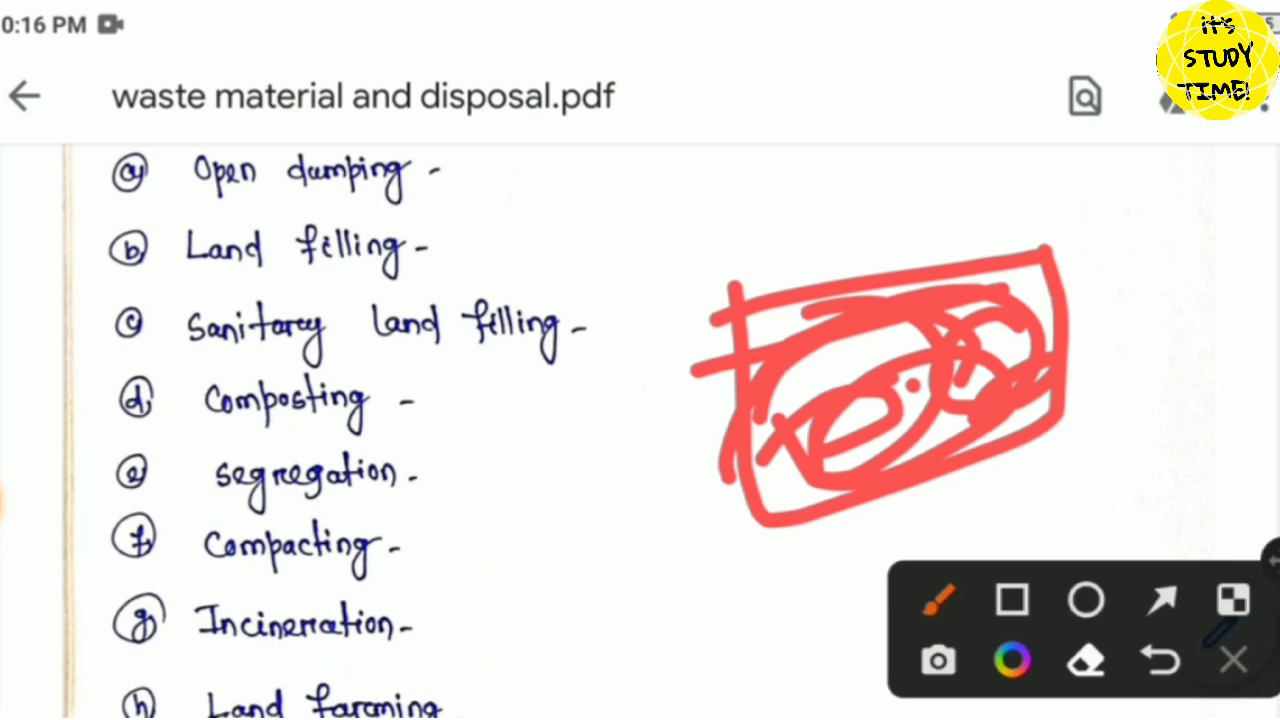 0:16 PM
IT'S
STUDY
TIME!
waste material and disposal.pdf
(a) Open dumping -
(b) Land filling -
(c) Sanitary land filling -
(d) Composting -
(e) Segregation -
(f) Compacting -
(g) Incineration -
(h) Land farming